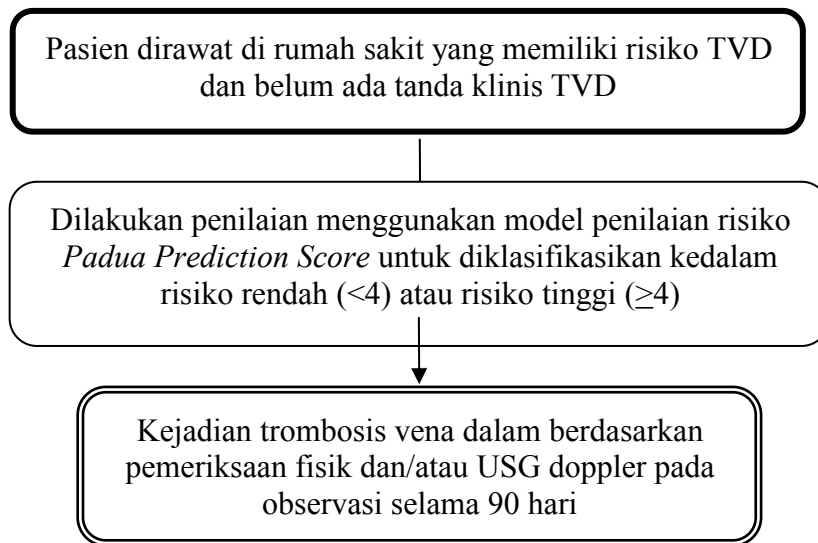 Pasien dirawat di rumah sakit yang memiliki risiko TVD
dan belum ada tanda klinis TVD
Dilakukan penilaian menggunakan model penilaian risiko
Padua Prediction Score untuk diklasifikasikan kedalam
risiko rendah (<4) atau risiko tinggi (≥4)
Kejadian trombosis vena dalam berdasarkan
pemeriksaan fisik dan/atau USG doppler pada
observasi selama 90 hari